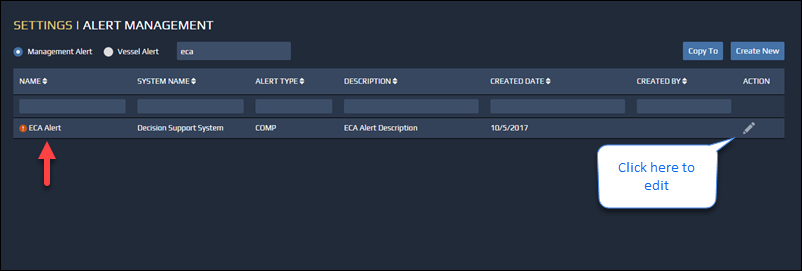 SETTINGS | ALERT MANAGEMENT
Management Alert Vessel Alert eca Copy To Create New
NAME SYSTEM NAME ALERT TYPE DESCRIPTION CREATED DATE CREATED BY ACTION
ECA Alert Decision Support System COMP ECA Alert Description 10/5/2017
Click here to
edit